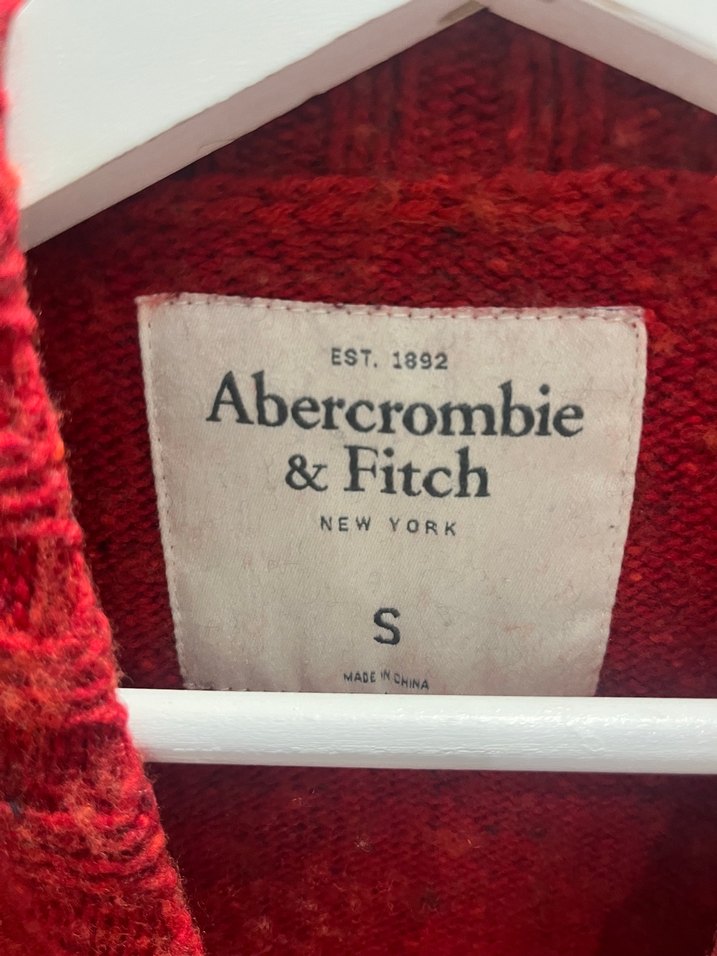 EST. 1892
Abercrombie
& Fitch
NEW YORK
S
MADE IN CHINA